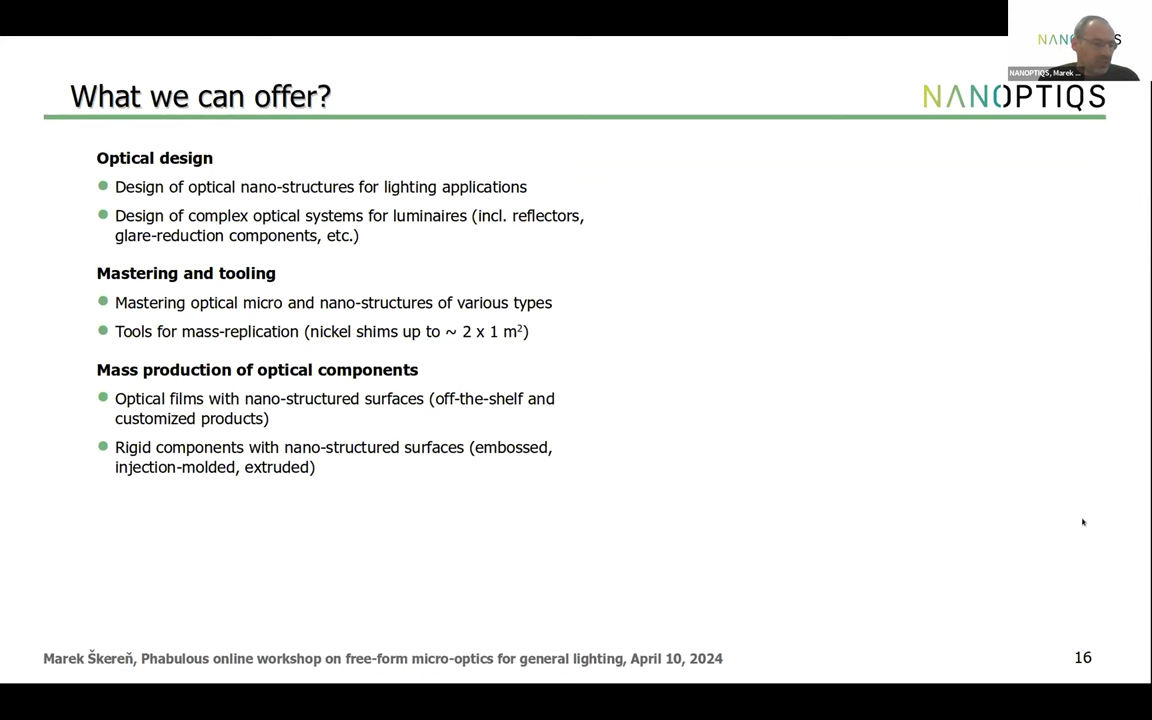 NANOPTIQS, Marek ...
What we can offer?
NANOPTIQS
Optical design
Design of optical nano-structures for lighting applications
Design of complex optical systems for luminaires (incl. reflectors,
glare-reduction components, etc.)
Mastering and tooling
Mastering optical micro and nano-structures of various types
Tools for mass-replication (nickel shims up to ~ 2 x 1 m²)
Mass production of optical components
Optical films with nano-structured surfaces (off-the-shelf and
customized products)
Rigid components with nano-structured surfaces (embossed,
injection-molded, extruded)
Marek Škereň, Phabulous online workshop on free-form micro-optics for general lighting, April 10, 2024
16